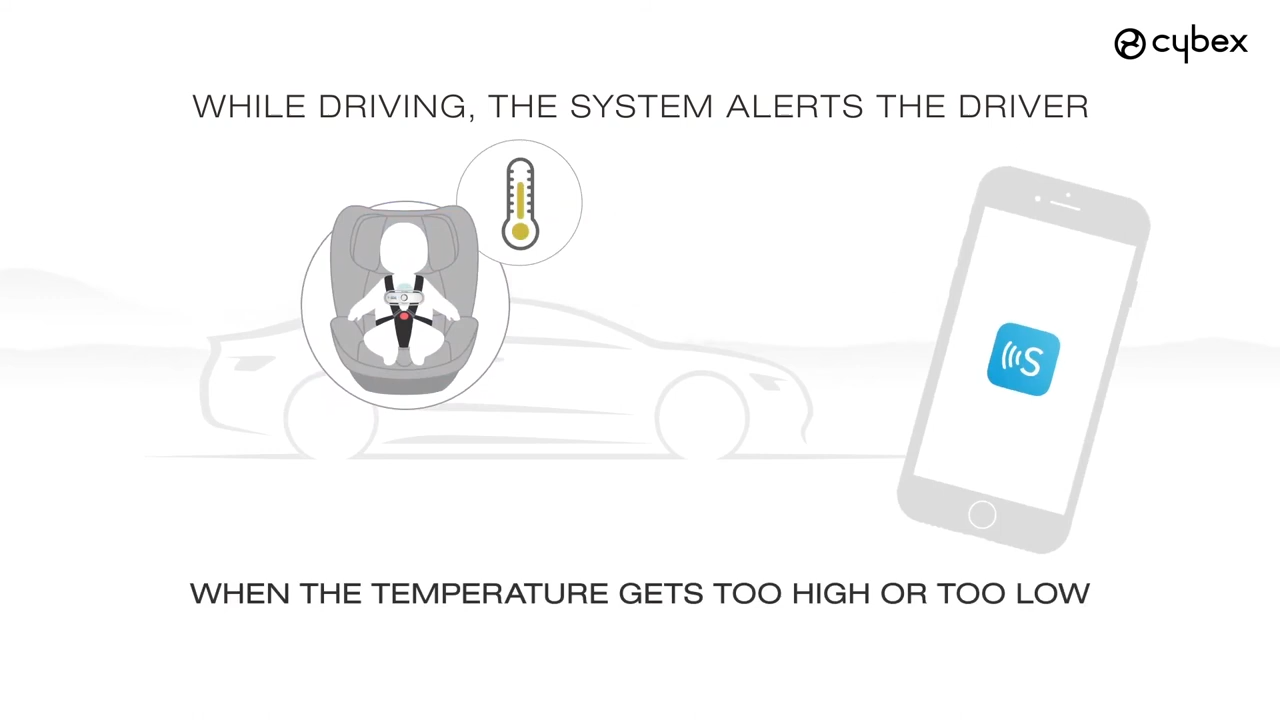 cybex
WHILE DRIVING, THE SYSTEM ALERTS THE DRIVER
S
WHEN THE TEMPERATURE GETS TOO HIGH OR TOO LOW